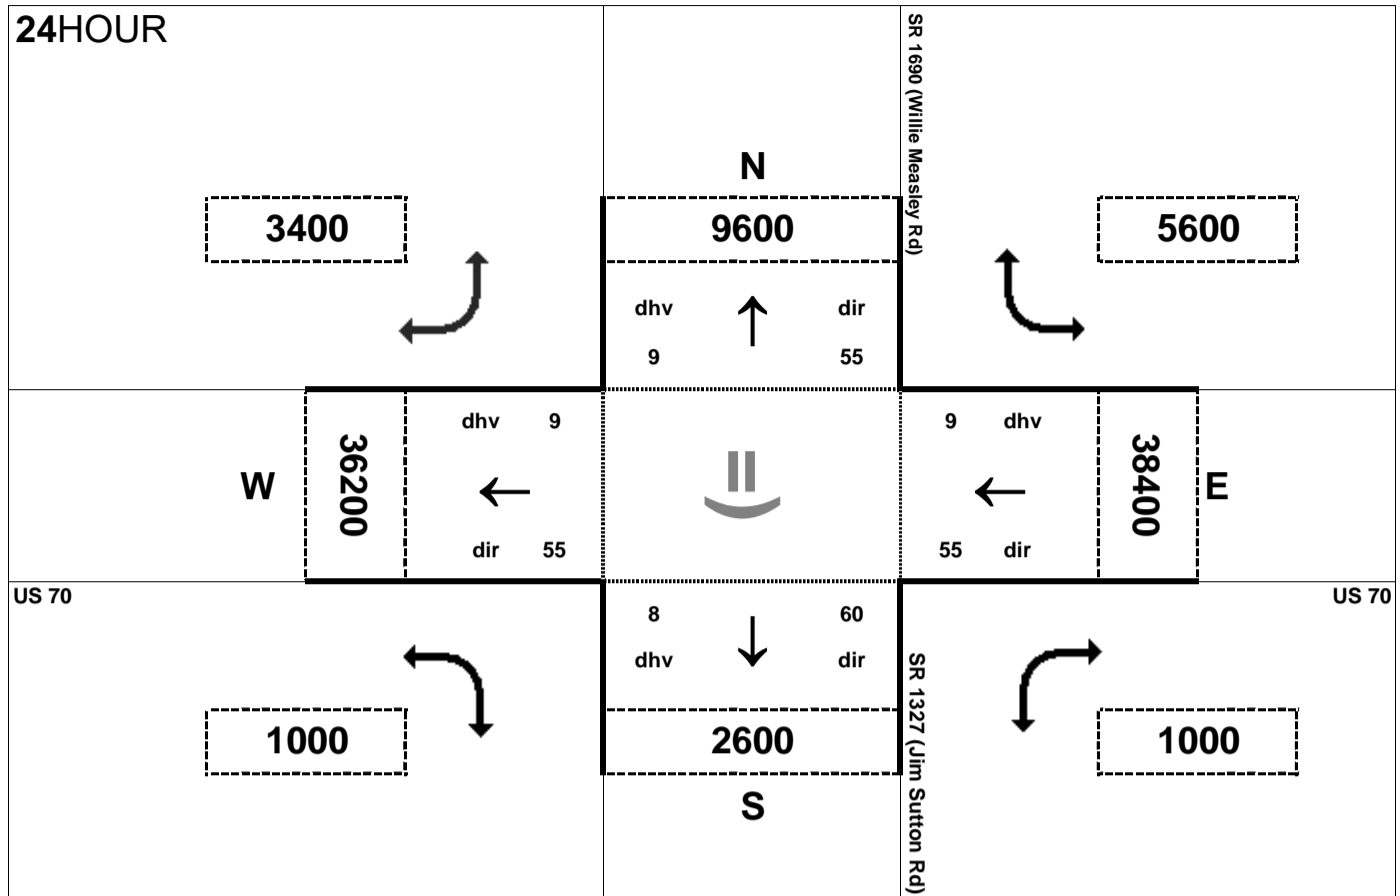 24HOUR
SR 1690 (Willie Measley Rd)
N
3400
9600
5600
dhv
dir
9
55
dhv 9
9 dhv
W
36200
38400
E
dir 55
55 dir
US 70
US 70
8
60
dhv
dir
SR 1327 (Jim Sutton Rd)
1000
2600
1000
S